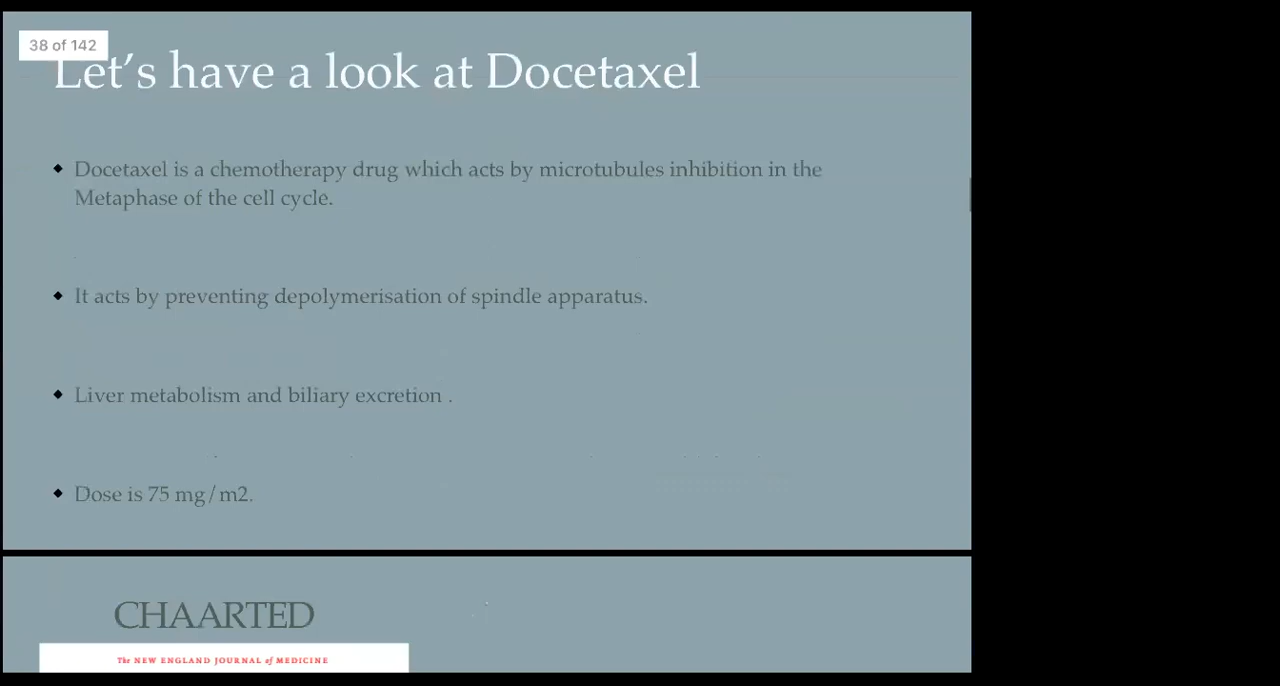 38 of 142
Let's have a look at Docetaxel
Docetaxel is a chemotherapy drug which acts by microtubules inhibition in the
Metaphase of the cell cycle.
It acts by preventing depolymerisation of spindle apparatus.
Liver metabolism and biliary excretion .
Dose is 75 mg/m2.
CHAARTED
The NEW ENGLAND JOURNAL of MEDICINE